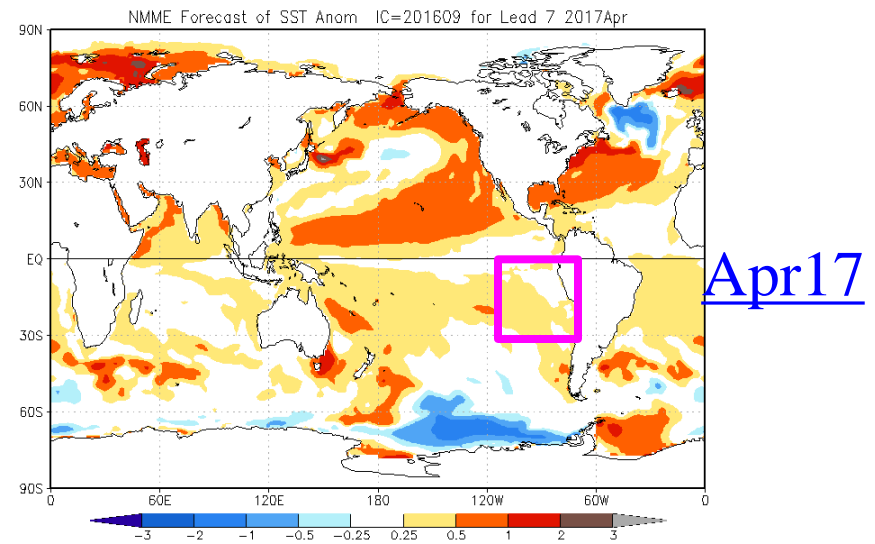 NMME Forecast of SST Anom IC=201609 for Lead 7 2017Apr
90N
60N
30N
EQ
30S
60S
90S
Apr17
0 60E 120E 180 120W 60W 0
-3 -2 -1 -0.5 -0.25 0.25 0.5 1 2 3